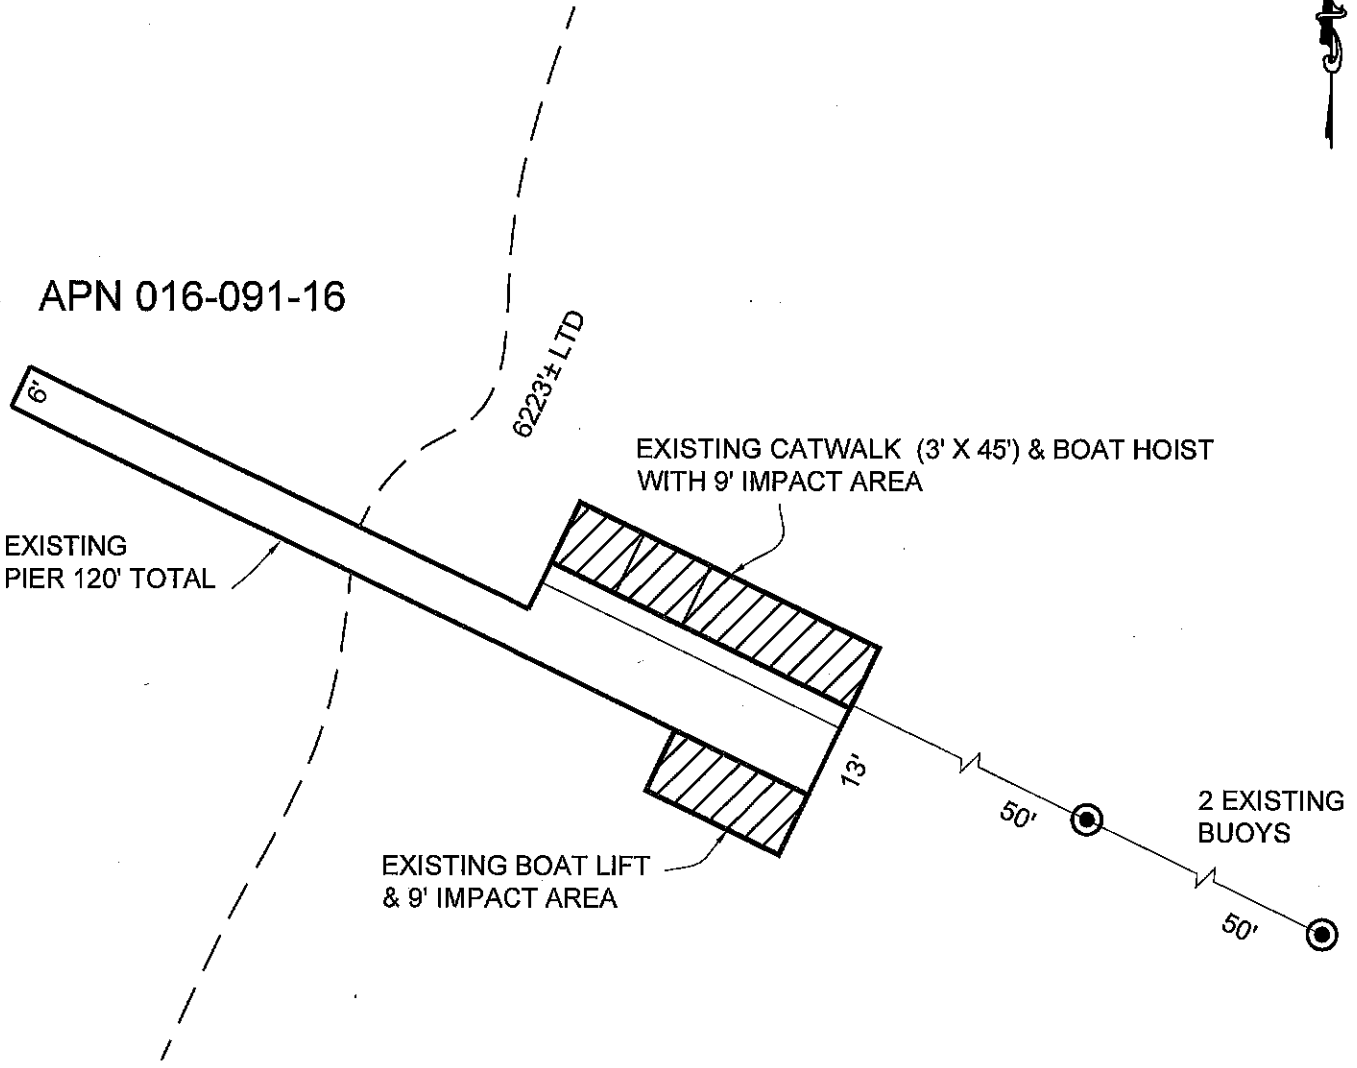 APN 016-091-16
6'
6223'± LTD
EXISTING CATWALK (3' X 45') & BOAT HOIST
WITH 9' IMPACT AREA
EXISTING
PIER 120' TOTAL
13'
50'
2 EXISTING
BUOYS
EXISTING BOAT LIFT
& 9' IMPACT AREA
50'